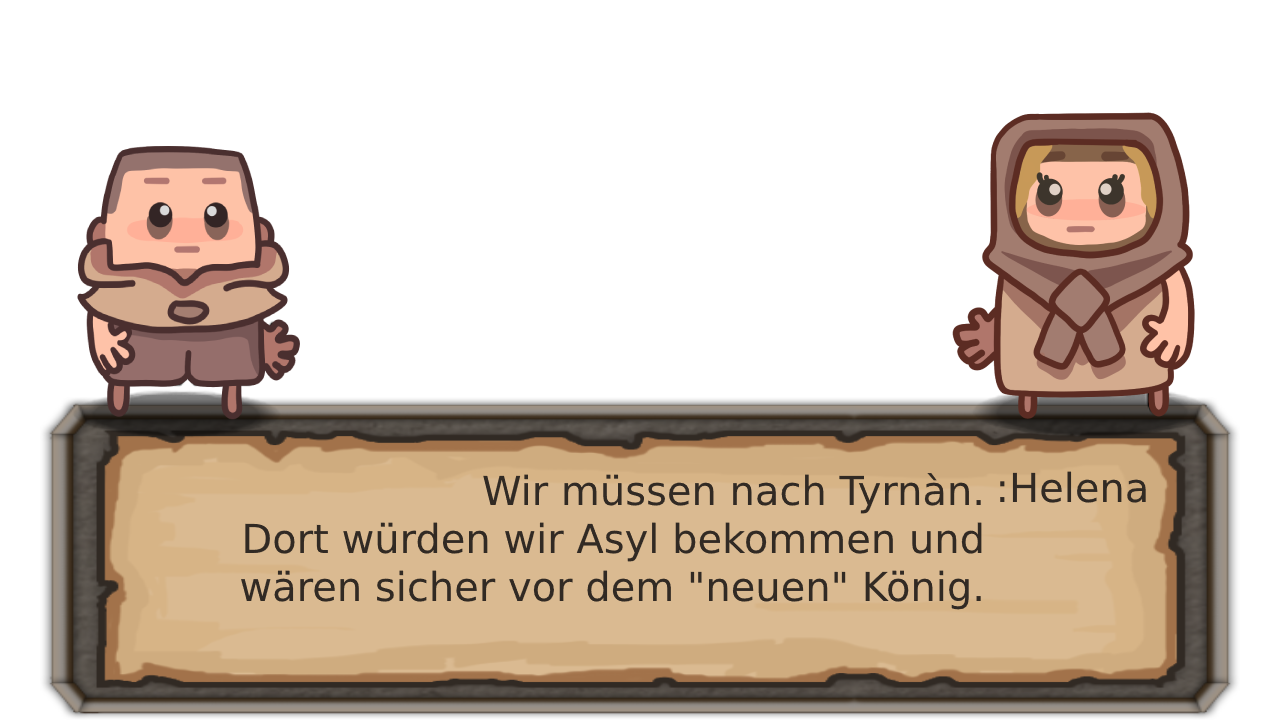 Wir müssen nach Tyrnàn. :Helena
Dort würden wir Asyl bekommen und
wären sicher vor dem "neuen" König.